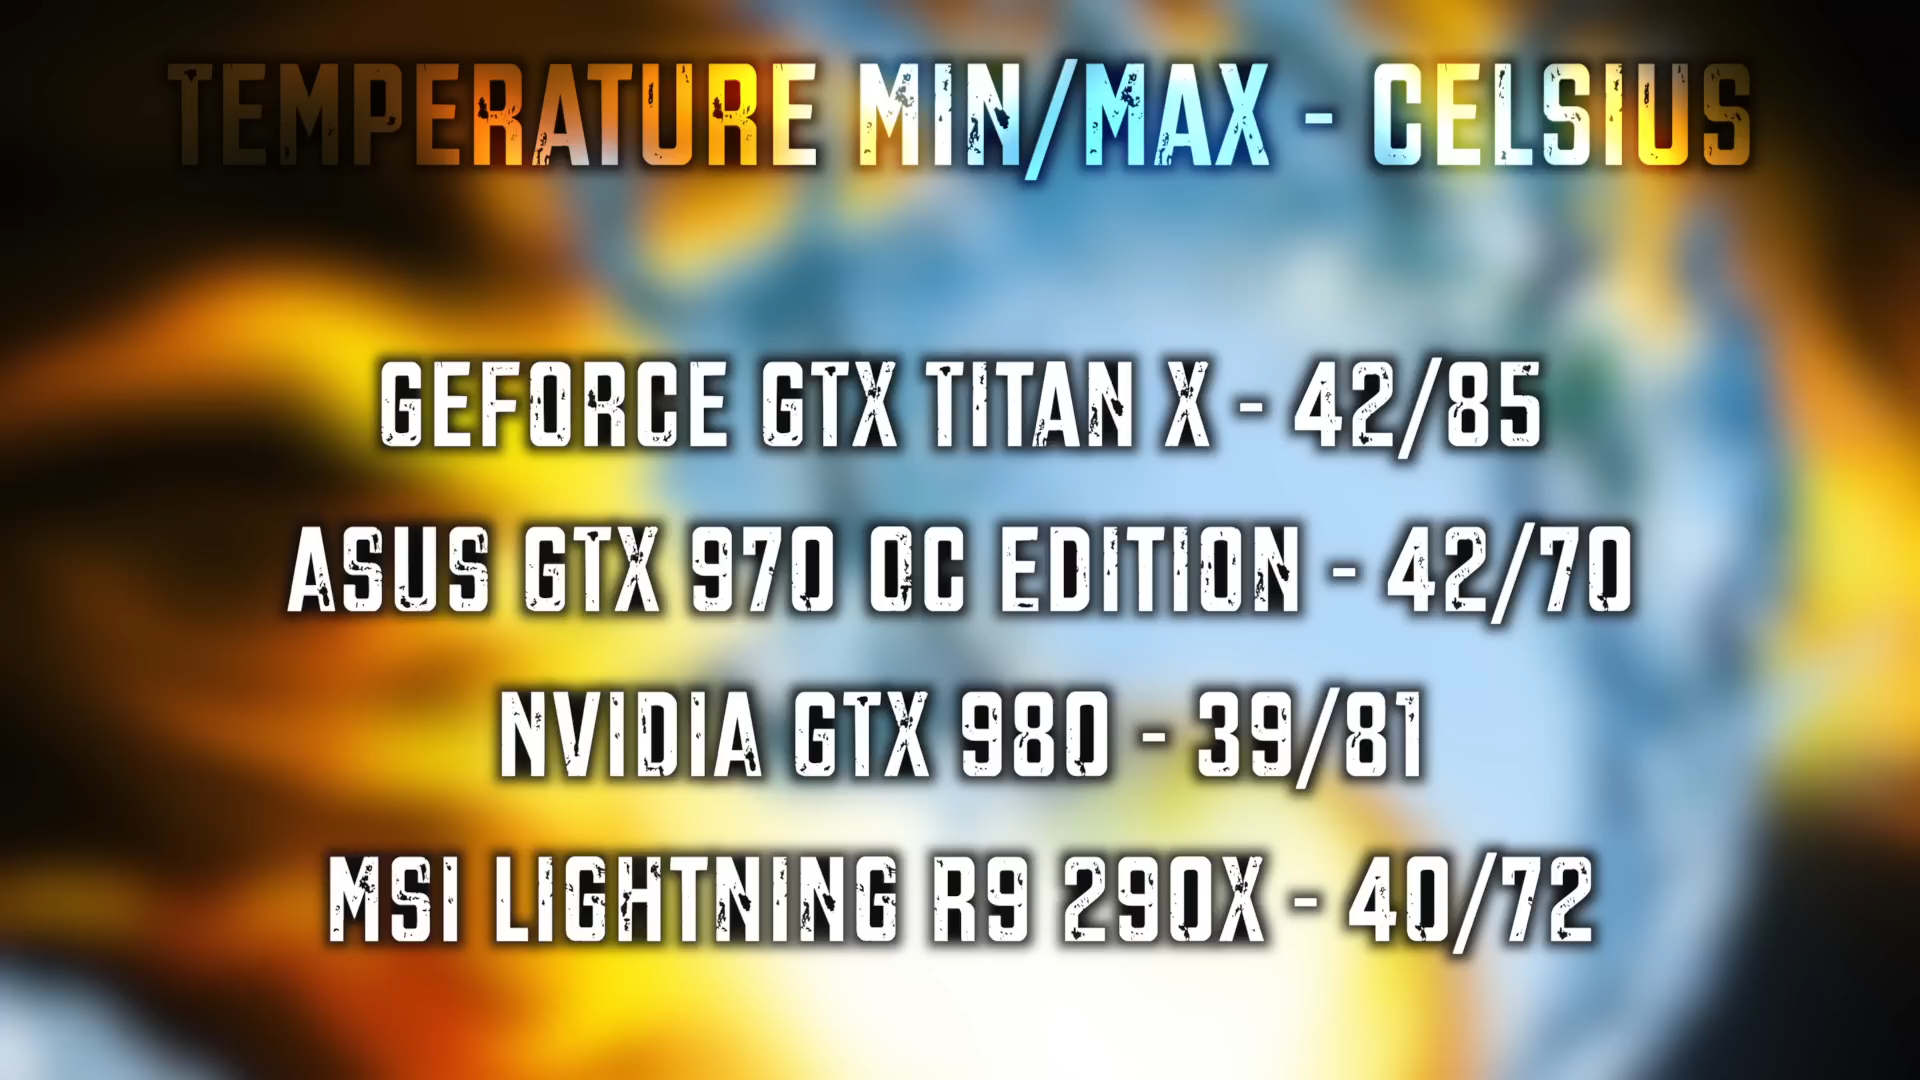 TEMPERATURE MIN/MAX - CELSIUS
GEFORCE GTX TITAN X - 42/85
ASUS GTX 970 OC EDITION - 42/70
NVIDIA GTX 980 - 39/81
MSI LIGHTNING R9 290X - 40/72